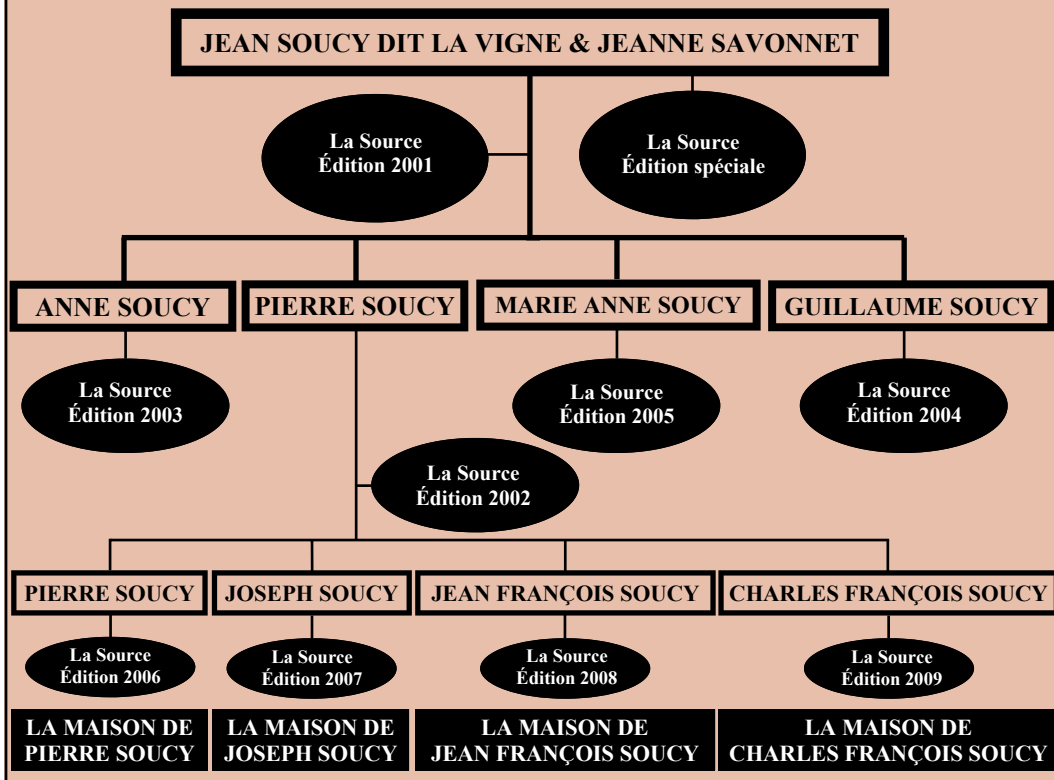 JEAN SOUCY DIT LA VIGNE & JEANNE SAVONNET
La Source
Édition 2001
La Source
Édition spéciale
ANNE SOUCY
PIERRE SOUCY
MARIE ANNE SOUCY
GUILLAUME SOUCY
La Source
Édition 2003
La Source
Édition 2005
La Source
Édition 2004
La Source
Édition 2002
PIERRE SOUCY
JOSEPH SOUCY
JEAN FRANÇOIS SOUCY
CHARLES FRANÇOIS SOUCY
La Source
Édition 2006
La Source
Édition 2007
La Source
Édition 2008
La Source
Édition 2009
LA MAISON DE
PIERRE SOUCY
LA MAISON DE
JOSEPH SOUCY
LA MAISON DE
JEAN FRANÇOIS SOUCY
LA MAISON DE
CHARLES FRANÇOIS SOUCY